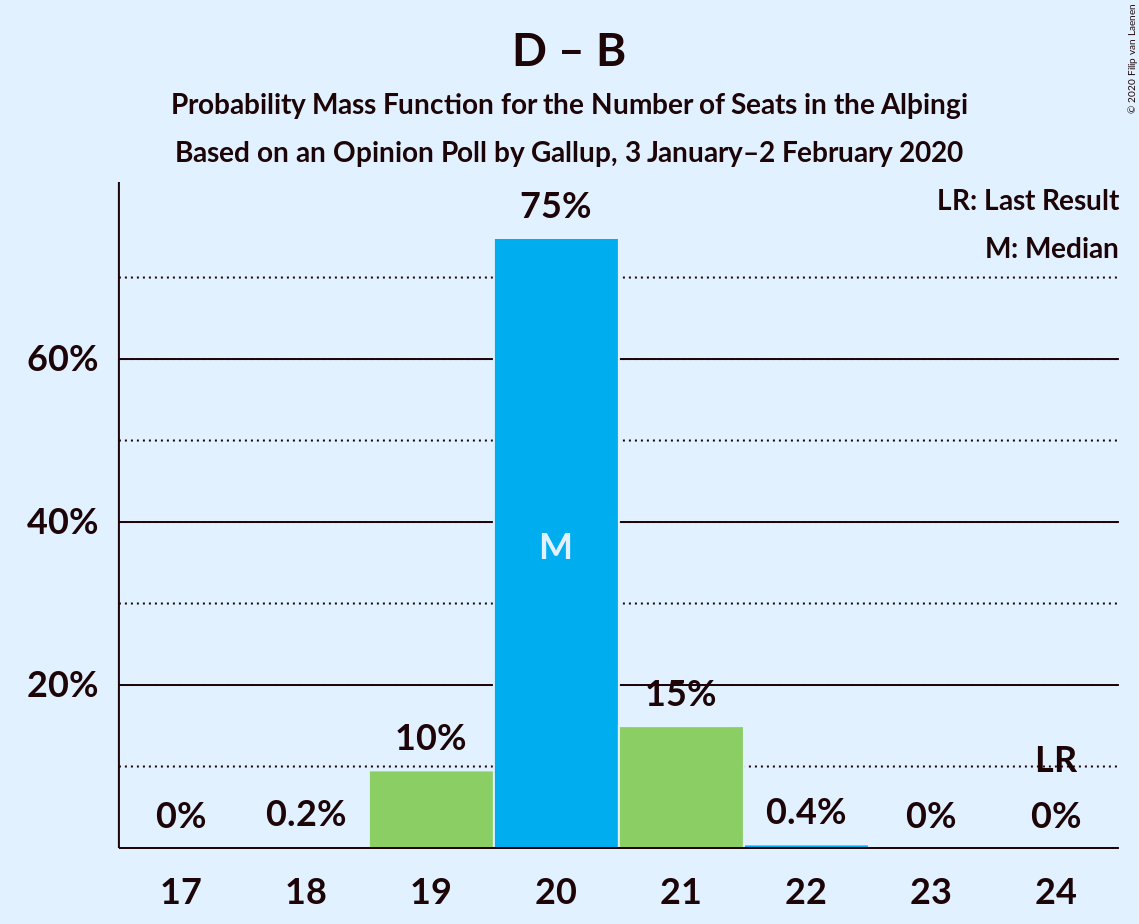 D – B
Probability Mass Function for the Number of Seats in the Alþingi
Based on an Opinion Poll by Gallup, 3 January–2 February 2020
© 2020 Filip van Laenen
LR: Last Result
M: Median
75%
60%
40%
M
20%
15%
10%
LR
0%
0.2%
0.4%
0%
0%
17
18
19
20
21
22
23
24